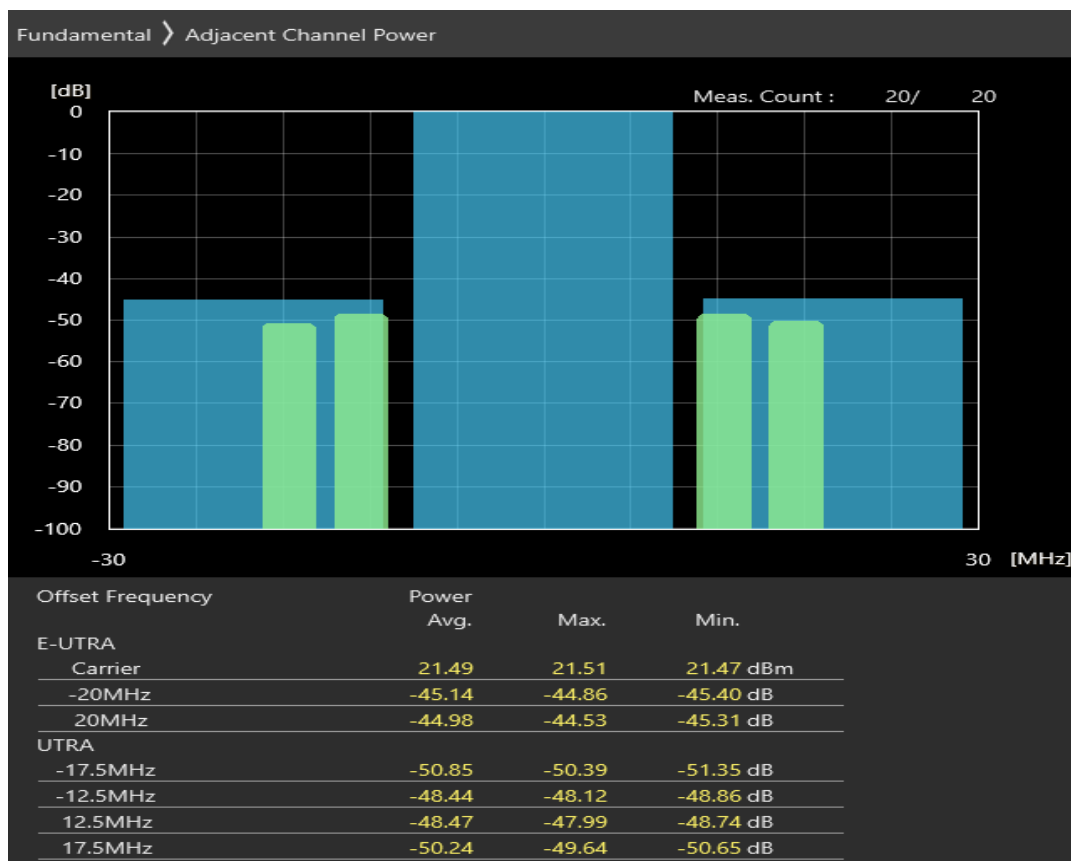 Fundamental 〉 Adjacent Channel Power
[dB]
Meas. Count : 20/ 20
0
-10
-20
-30
-40
-50
-60
-70
-80
-90
-100
-30 30 [MHz]
Offset Frequency Power
Avg. Max. Min.
E-UTRA
Carrier 21.49 21.51 21.47 dBm
-20MHz -45.14 -44.86 -45.40 dB
20MHz -44.98 -44.53 -45.31 dB
UTRA
-17.5MHz -50.85 -50.39 -51.35 dB
-12.5MHz -48.44 -48.12 -48.86 dB
12.5MHz -48.47 -47.99 -48.74 dB
17.5MHz -50.24 -49.64 -50.65 dB